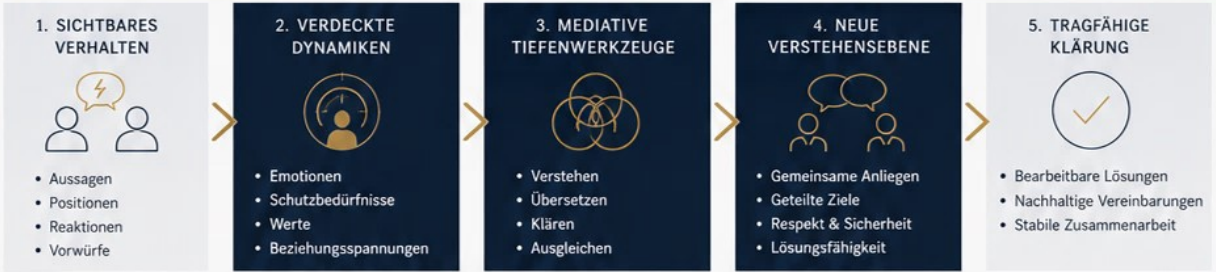 1. SICHTBARES
VERHALTEN
• Aussagen
• Positionen
• Reaktionen
• Vorwürfe
2. VERDECKTE
DYNAMIKEN
• Emotionen
• Schutzbedürfnisse
• Werte
• Beziehungsspannungen
3. MEDIATIVE
TIEFENWERKZEUGE
• Verstehen
• Übersetzen
• Klären
• Ausgleichen
4. NEUE
VERSTEHENSEBENE
• Gemeinsame Anliegen
• Geteilte Ziele
• Respekt & Sicherheit
• Lösungsfähigkeit
5. TRAGFÄHIGE
KLÄRUNG
• Bearbeitbare Lösungen
• Nachhaltige Vereinbarungen
• Stabile Zusammenarbeit